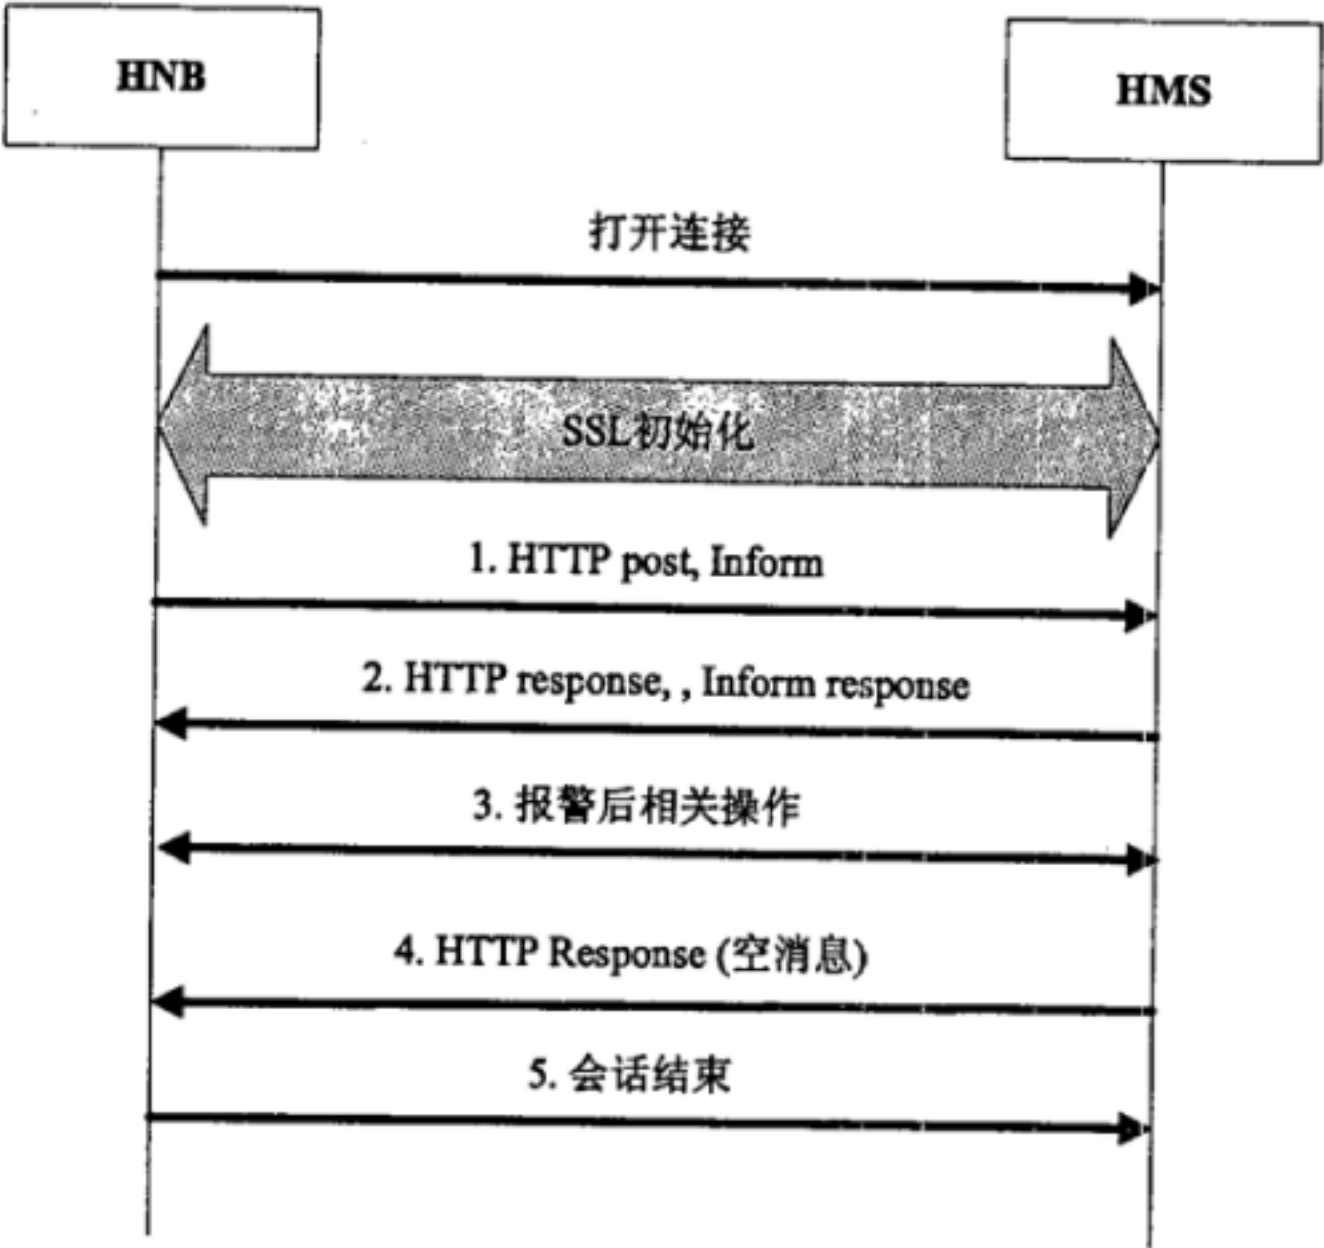 HNB
HMS
打开连接
SSL初始化
1. HTTP post, Inform
2. HTTP response, , Inform response
3. 报警后相关操作
4. HTTP Response (空消息)
5. 会话结束